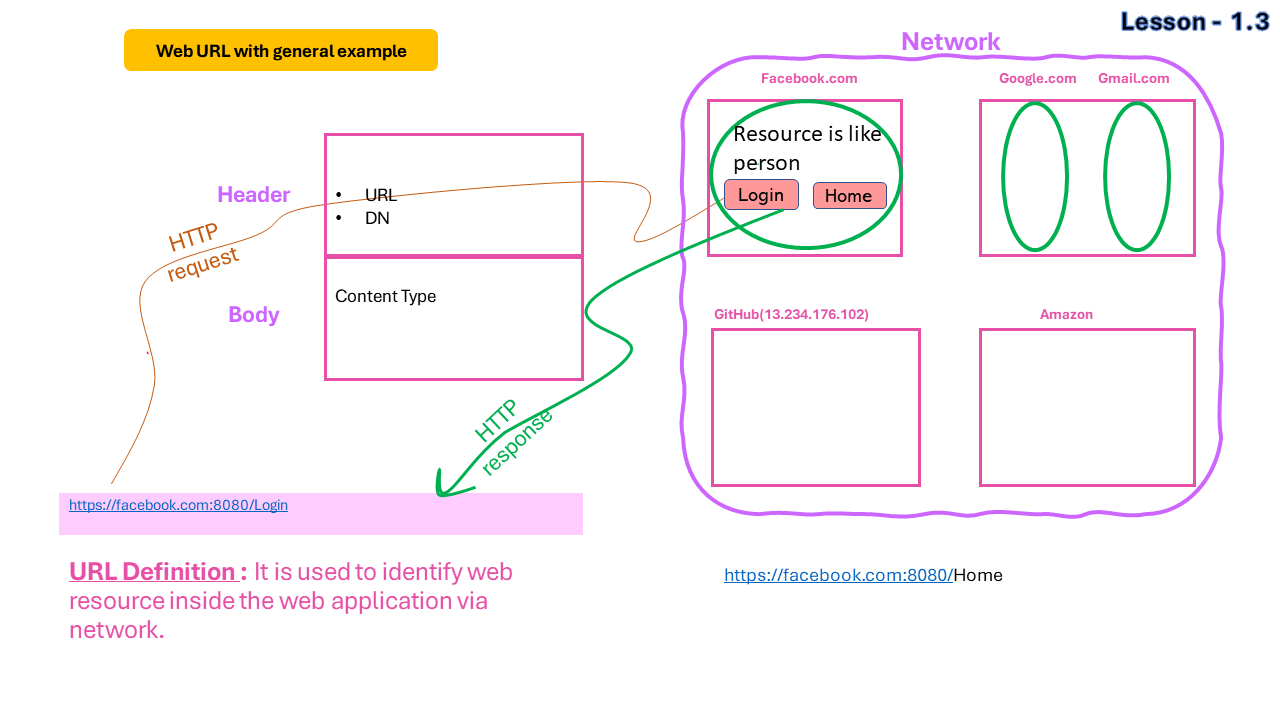 Lesson - 1.3
Web URL with general example
Network
Facebook.com
Google.com
Gmail.com
Resource is like
person
Login
Home
Header
• URL
• DN
HTTP
request
Body
Content Type
GitHub(13.234.176.102)
Amazon
HTTP
response
https://facebook.com:8080/Login
URL Definition : It is used to identify web
resource inside the web application via
network.
https://facebook.com:8080/Home